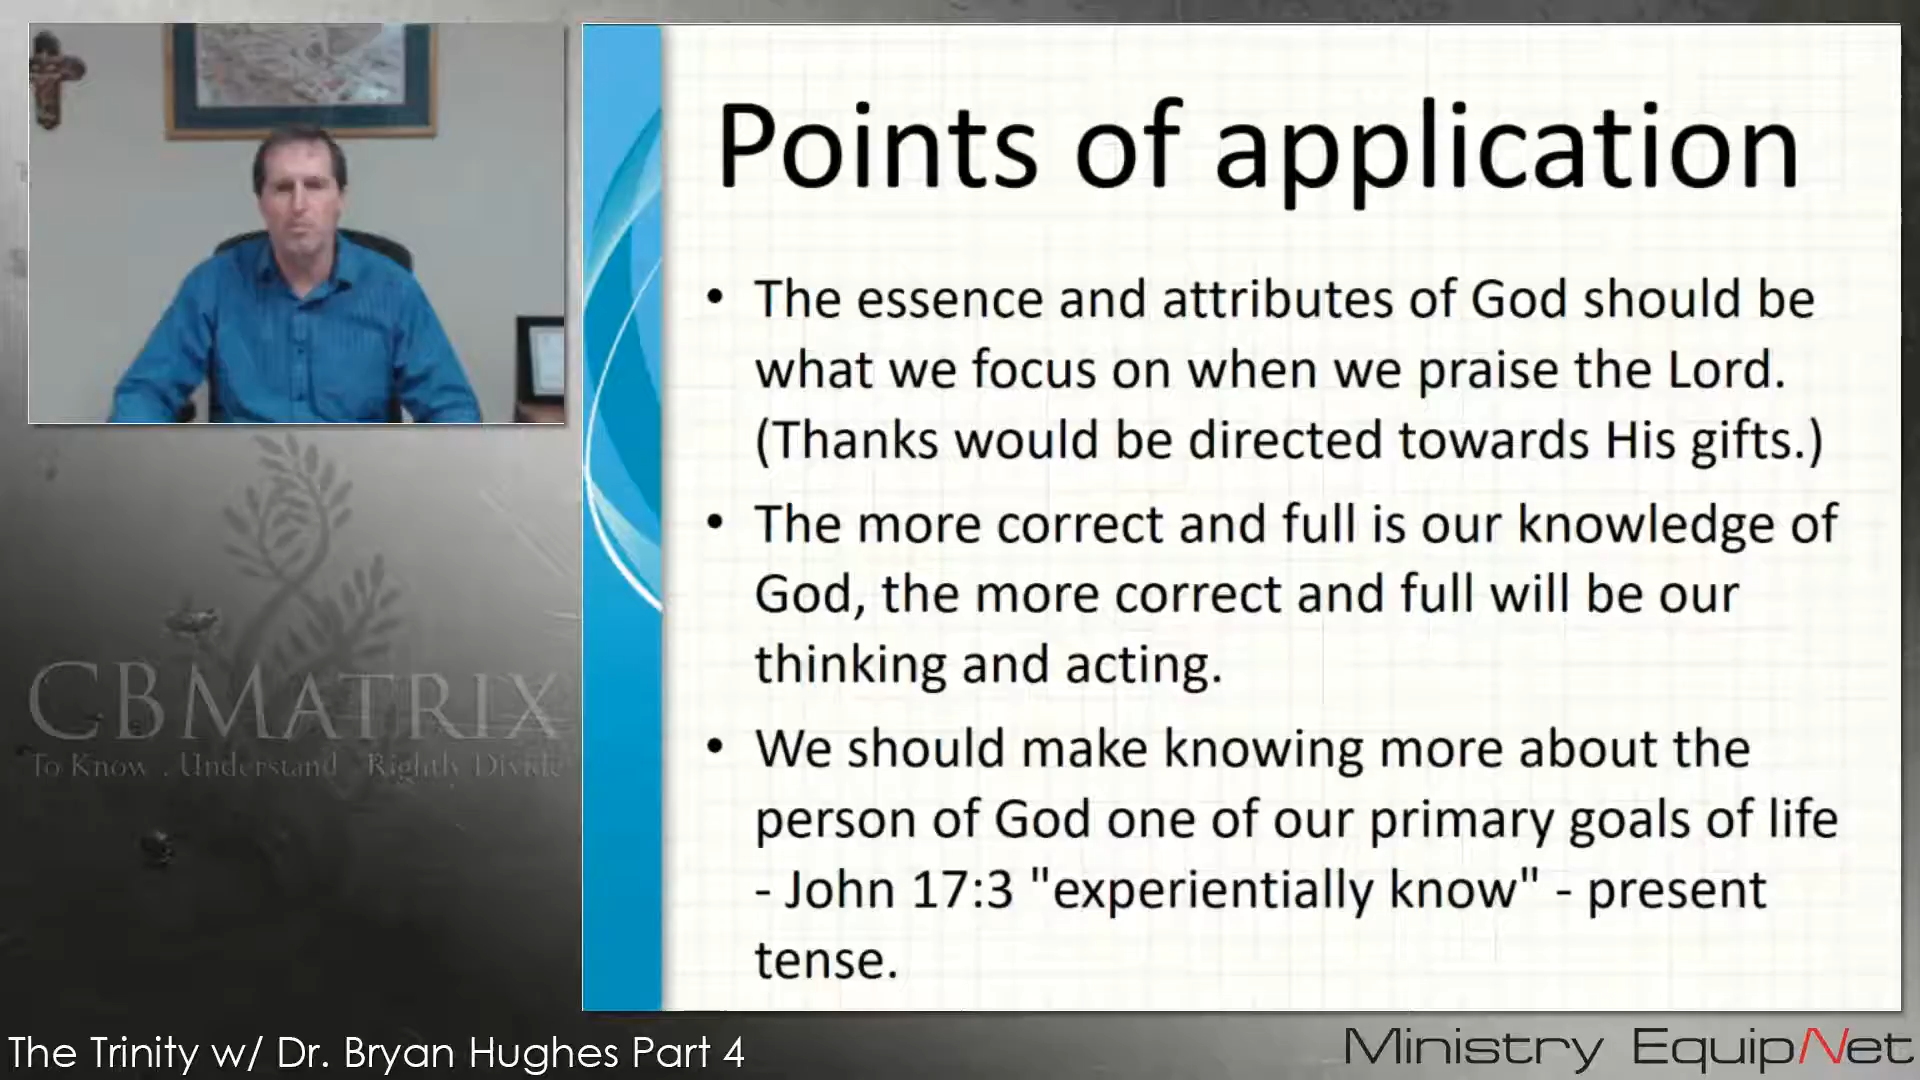 Points of application
• The essence and attributes of God should be
what we focus on when we praise the Lord.
(Thanks would be directed towards His gifts.)
• The more correct and full is our knowledge of
God, the more correct and full will be our
thinking and acting.
• We should make knowing more about the
person of God one of our primary goals of life
- John 17:3 "experientially know" - present
tense.
CBMATRIX
To Know . Understand . Rightly Divide
The Trinity w/ Dr. Bryan Hughes Part 4
Ministry EquipNet